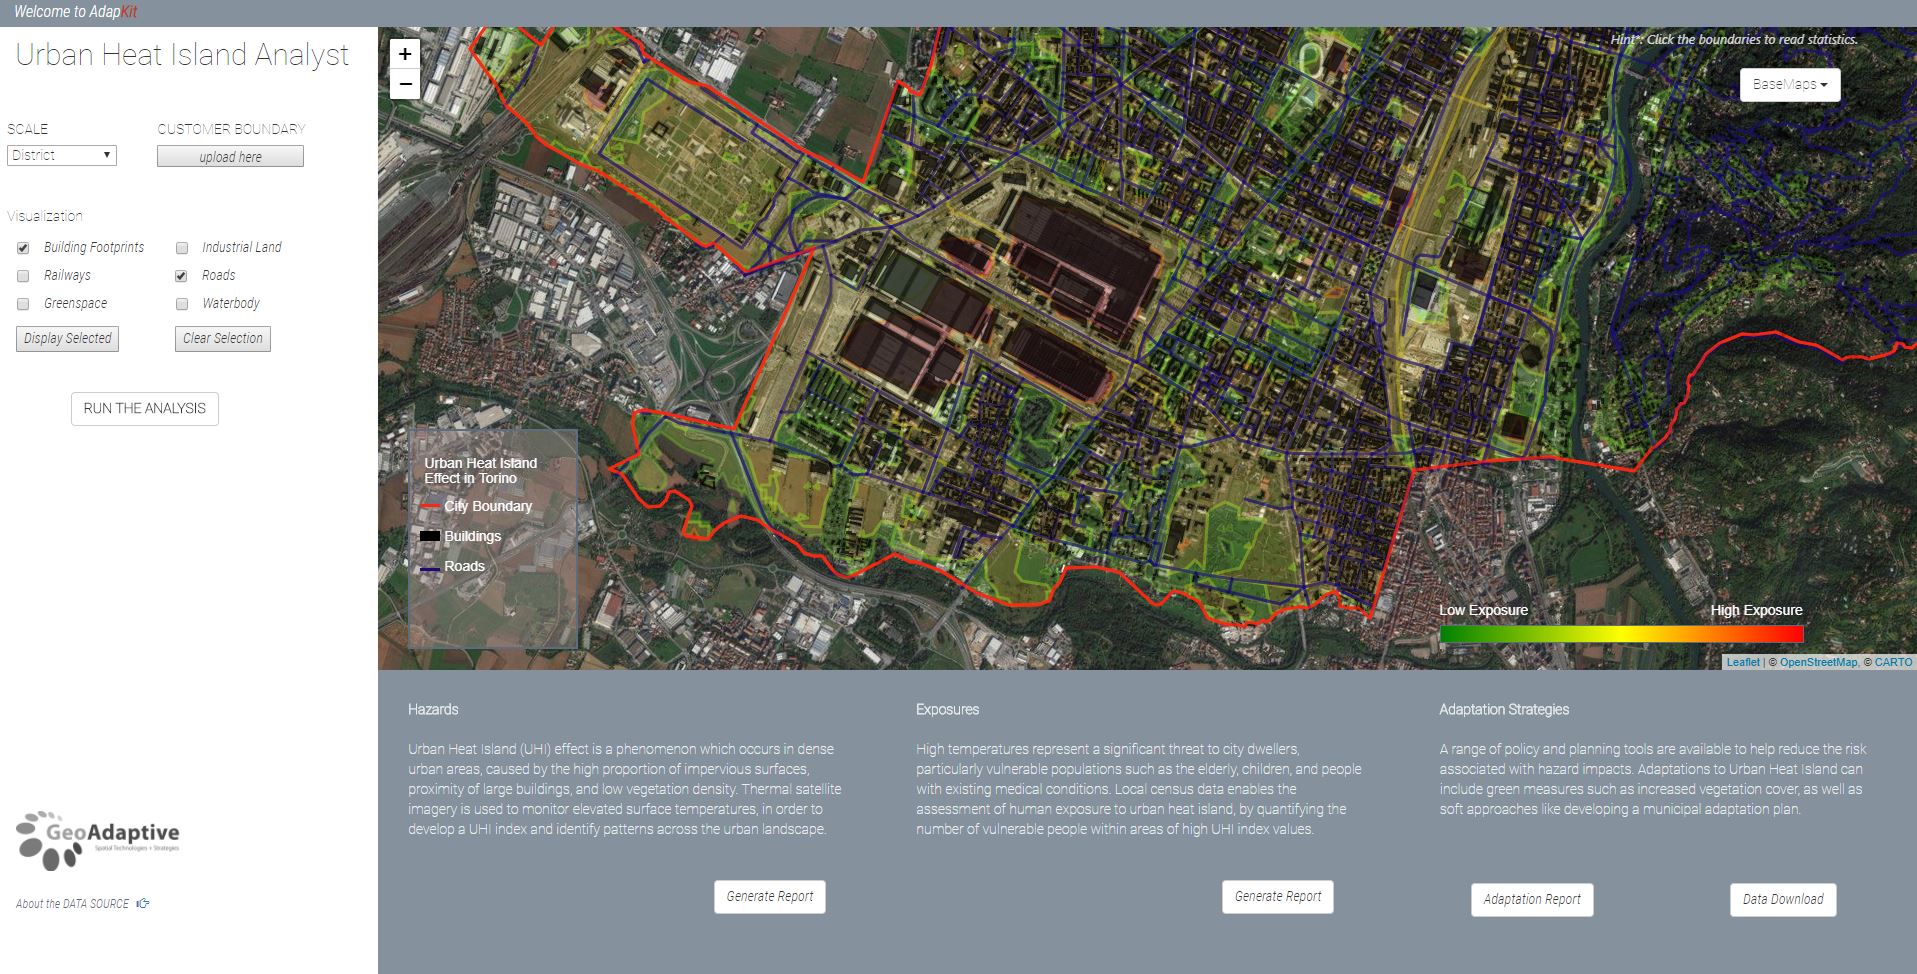 Welcome to AdapKit
Urban Heat Island Analyst
SCALE
CUSTOMER BOUNDARY
District
upload here
Visualization
Building Footprints
Industrial Land
Railways
Roads
Greenspace
Waterbody
Display Selected
Clear Selection
RUN THE ANALYSIS
GeoAdaptive
Spatial Technologies + Strategies
About the DATA SOURCE
+
−
Hint*: Click the boundaries to read statistics.
BaseMaps
Urban Heat Island
Effect in Torino
City Boundary
Buildings
Roads
Low Exposure
High Exposure
Leaflet | © OpenStreetMap, © CARTO
Hazards
Urban Heat Island (UHI) effect is a phenomenon which occurs in dense
urban areas, caused by the high proportion of impervious surfaces,
proximity of large buildings, and low vegetation density. Thermal satellite
imagery is used to monitor elevated surface temperatures, in order to
develop a UHI index and identify patterns across the urban landscape.
Generate Report
Exposures
High temperatures represent a significant threat to city dwellers,
particularly vulnerable populations such as the elderly, children, and people
with existing medical conditions. Local census data enables the
assessment of human exposure to urban heat island, by quantifying the
number of vulnerable people within areas of high UHI index values.
Generate Report
Adaptation Strategies
A range of policy and planning tools are available to help reduce the risk
associated with hazard impacts. Adaptations to Urban Heat Island can
include green measures such as increased vegetation cover, as well as
soft approaches like developing a municipal adaptation plan.
Adaptation Report
Data Download